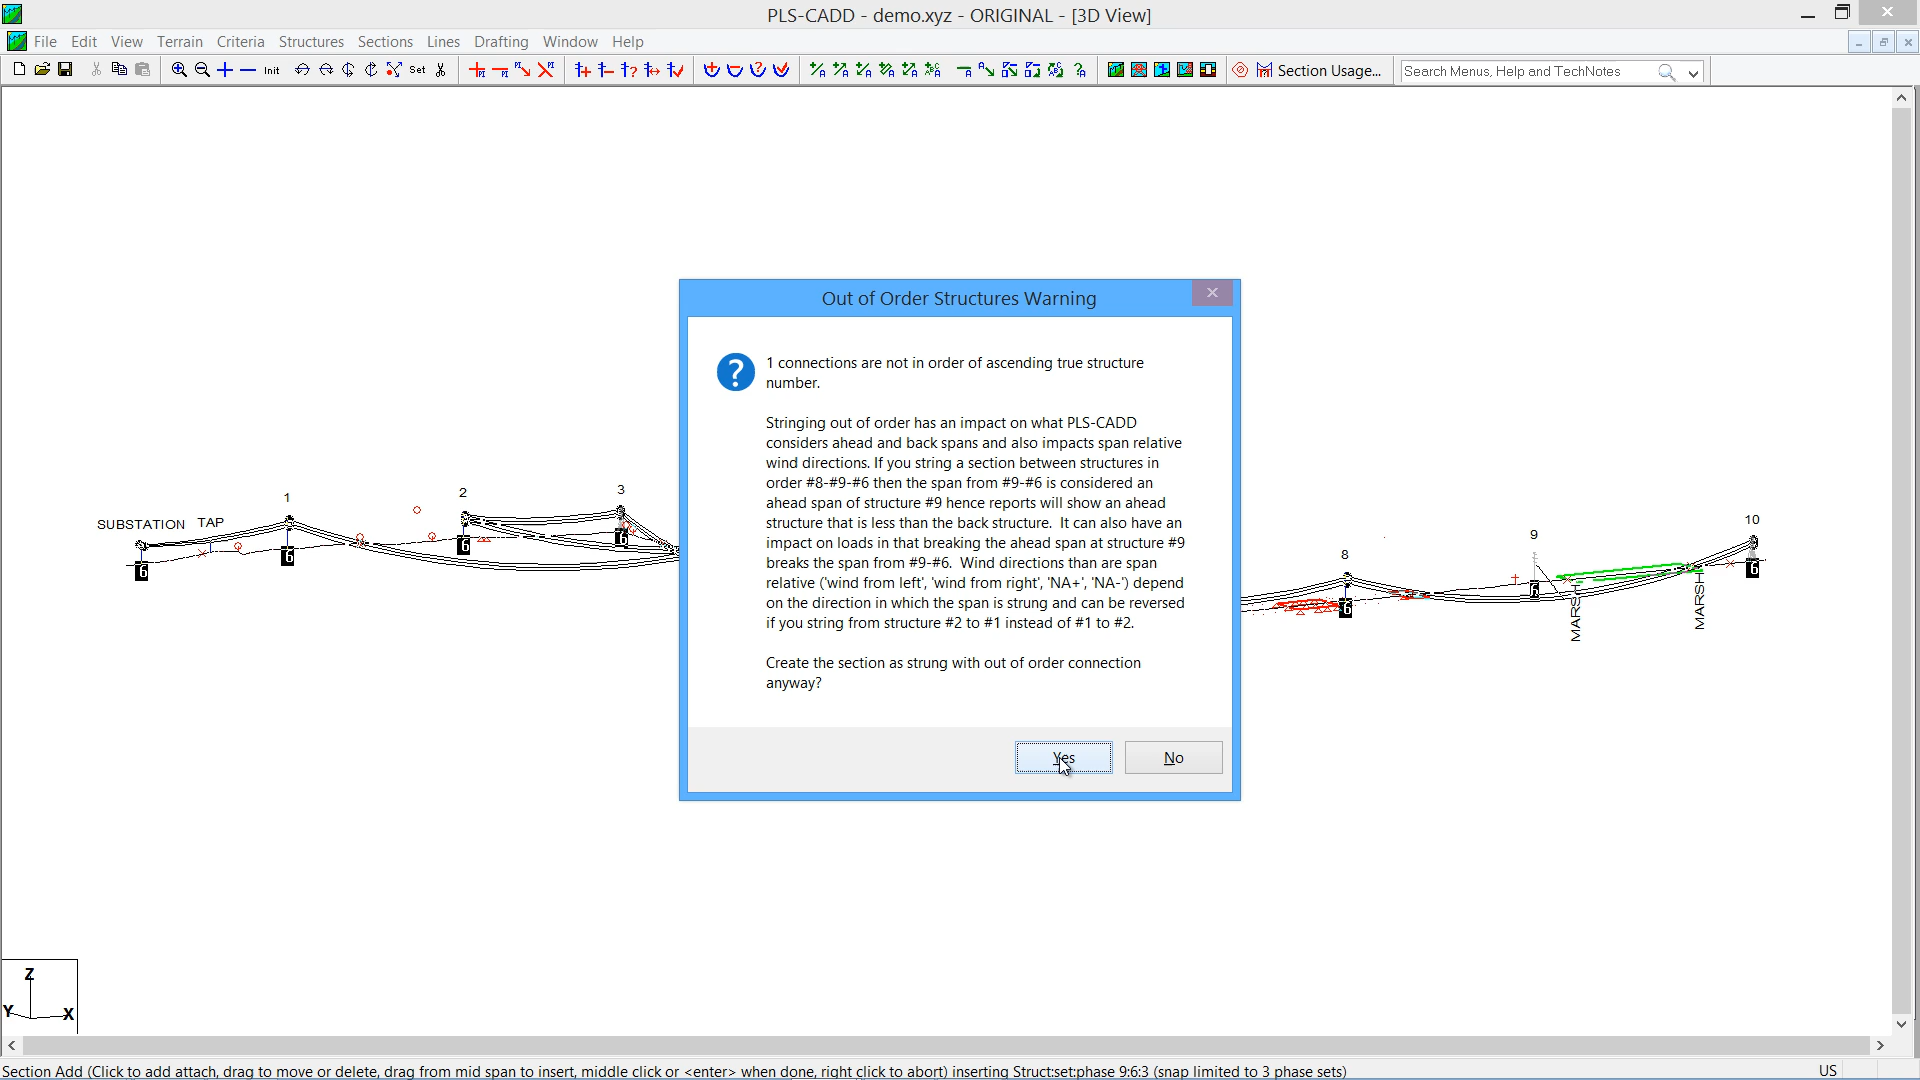 PLS-CADD - demo.xyz - ORIGINAL - [3D View]
File Edit View Terrain Criteria Structures Sections Lines Drafting Window Help
Init Set Section Usage... Search Menus, Help and TechNotes
Out of Order Structures Warning
1 connections are not in order of ascending true structure
number.
Stringing out of order has an impact on what PLS-CADD
considers ahead and back spans and also impacts span relative
wind directions. If you string a section between structures in
order #8-#9-#6 then the span from #9-#6 is considered an
ahead span of structure #9 hence reports will show an ahead
structure that is less than the back structure. It can also have an
impact on loads in that breaking the ahead span at structure #9
breaks the span from #9-#6. Wind directions than are span
relative ('wind from left', 'wind from right', 'NA+', 'NA-') depend
on the direction in which the span is strung and can be reversed
if you string from structure #2 to #1 instead of #1 to #2.
Create the section as strung with out of order connection
anyway?
Yes No
SUBSTATION TAP
1
2
3
8
9
10
6
6
6
6
6
6
6
MARSH
MARSH
Z
Y X
Section Add (Click to add attach, drag to move or delete, drag from mid span to insert, middle click or <enter> when done, right click to abort) inserting Struct:set:phase 9:6:3 (snap limited to 3 phase sets) US